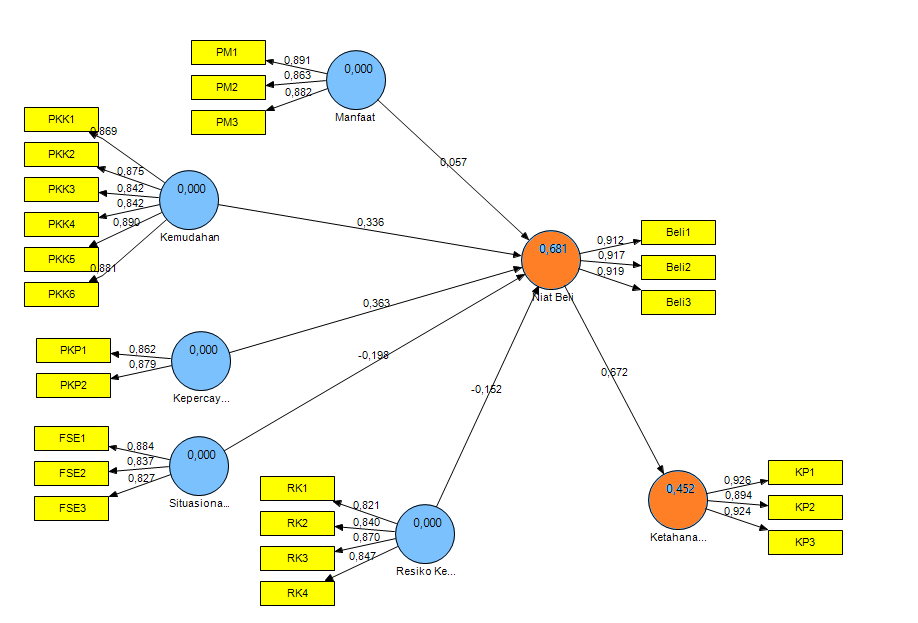 PM1
PM2
PM3
0,891
0,863
0,882
0,000
Manfaat
0,057
PKK1
PKK2
PKK3
PKK4
PKK5
PKK6
0,869
0,875
0,842
0,842
0,890
0,881
0,000
Kemudahan
0,336
PKP1
PKP2
0,862
0,879
0,000
Kepercay...
0,363
FSE1
FSE2
FSE3
0,884
0,837
0,827
0,000
Situasiona...
-0,198
RK1
RK2
RK3
RK4
0,821
0,840
0,870
0,847
0,000
Resiko Ke...
-0,152
0,681
Niat Beli
0,912
0,917
0,919
Beli1
Beli2
Beli3
0,672
0,452
Ketahana...
0,926
0,894
0,924
KP1
KP2
KP3